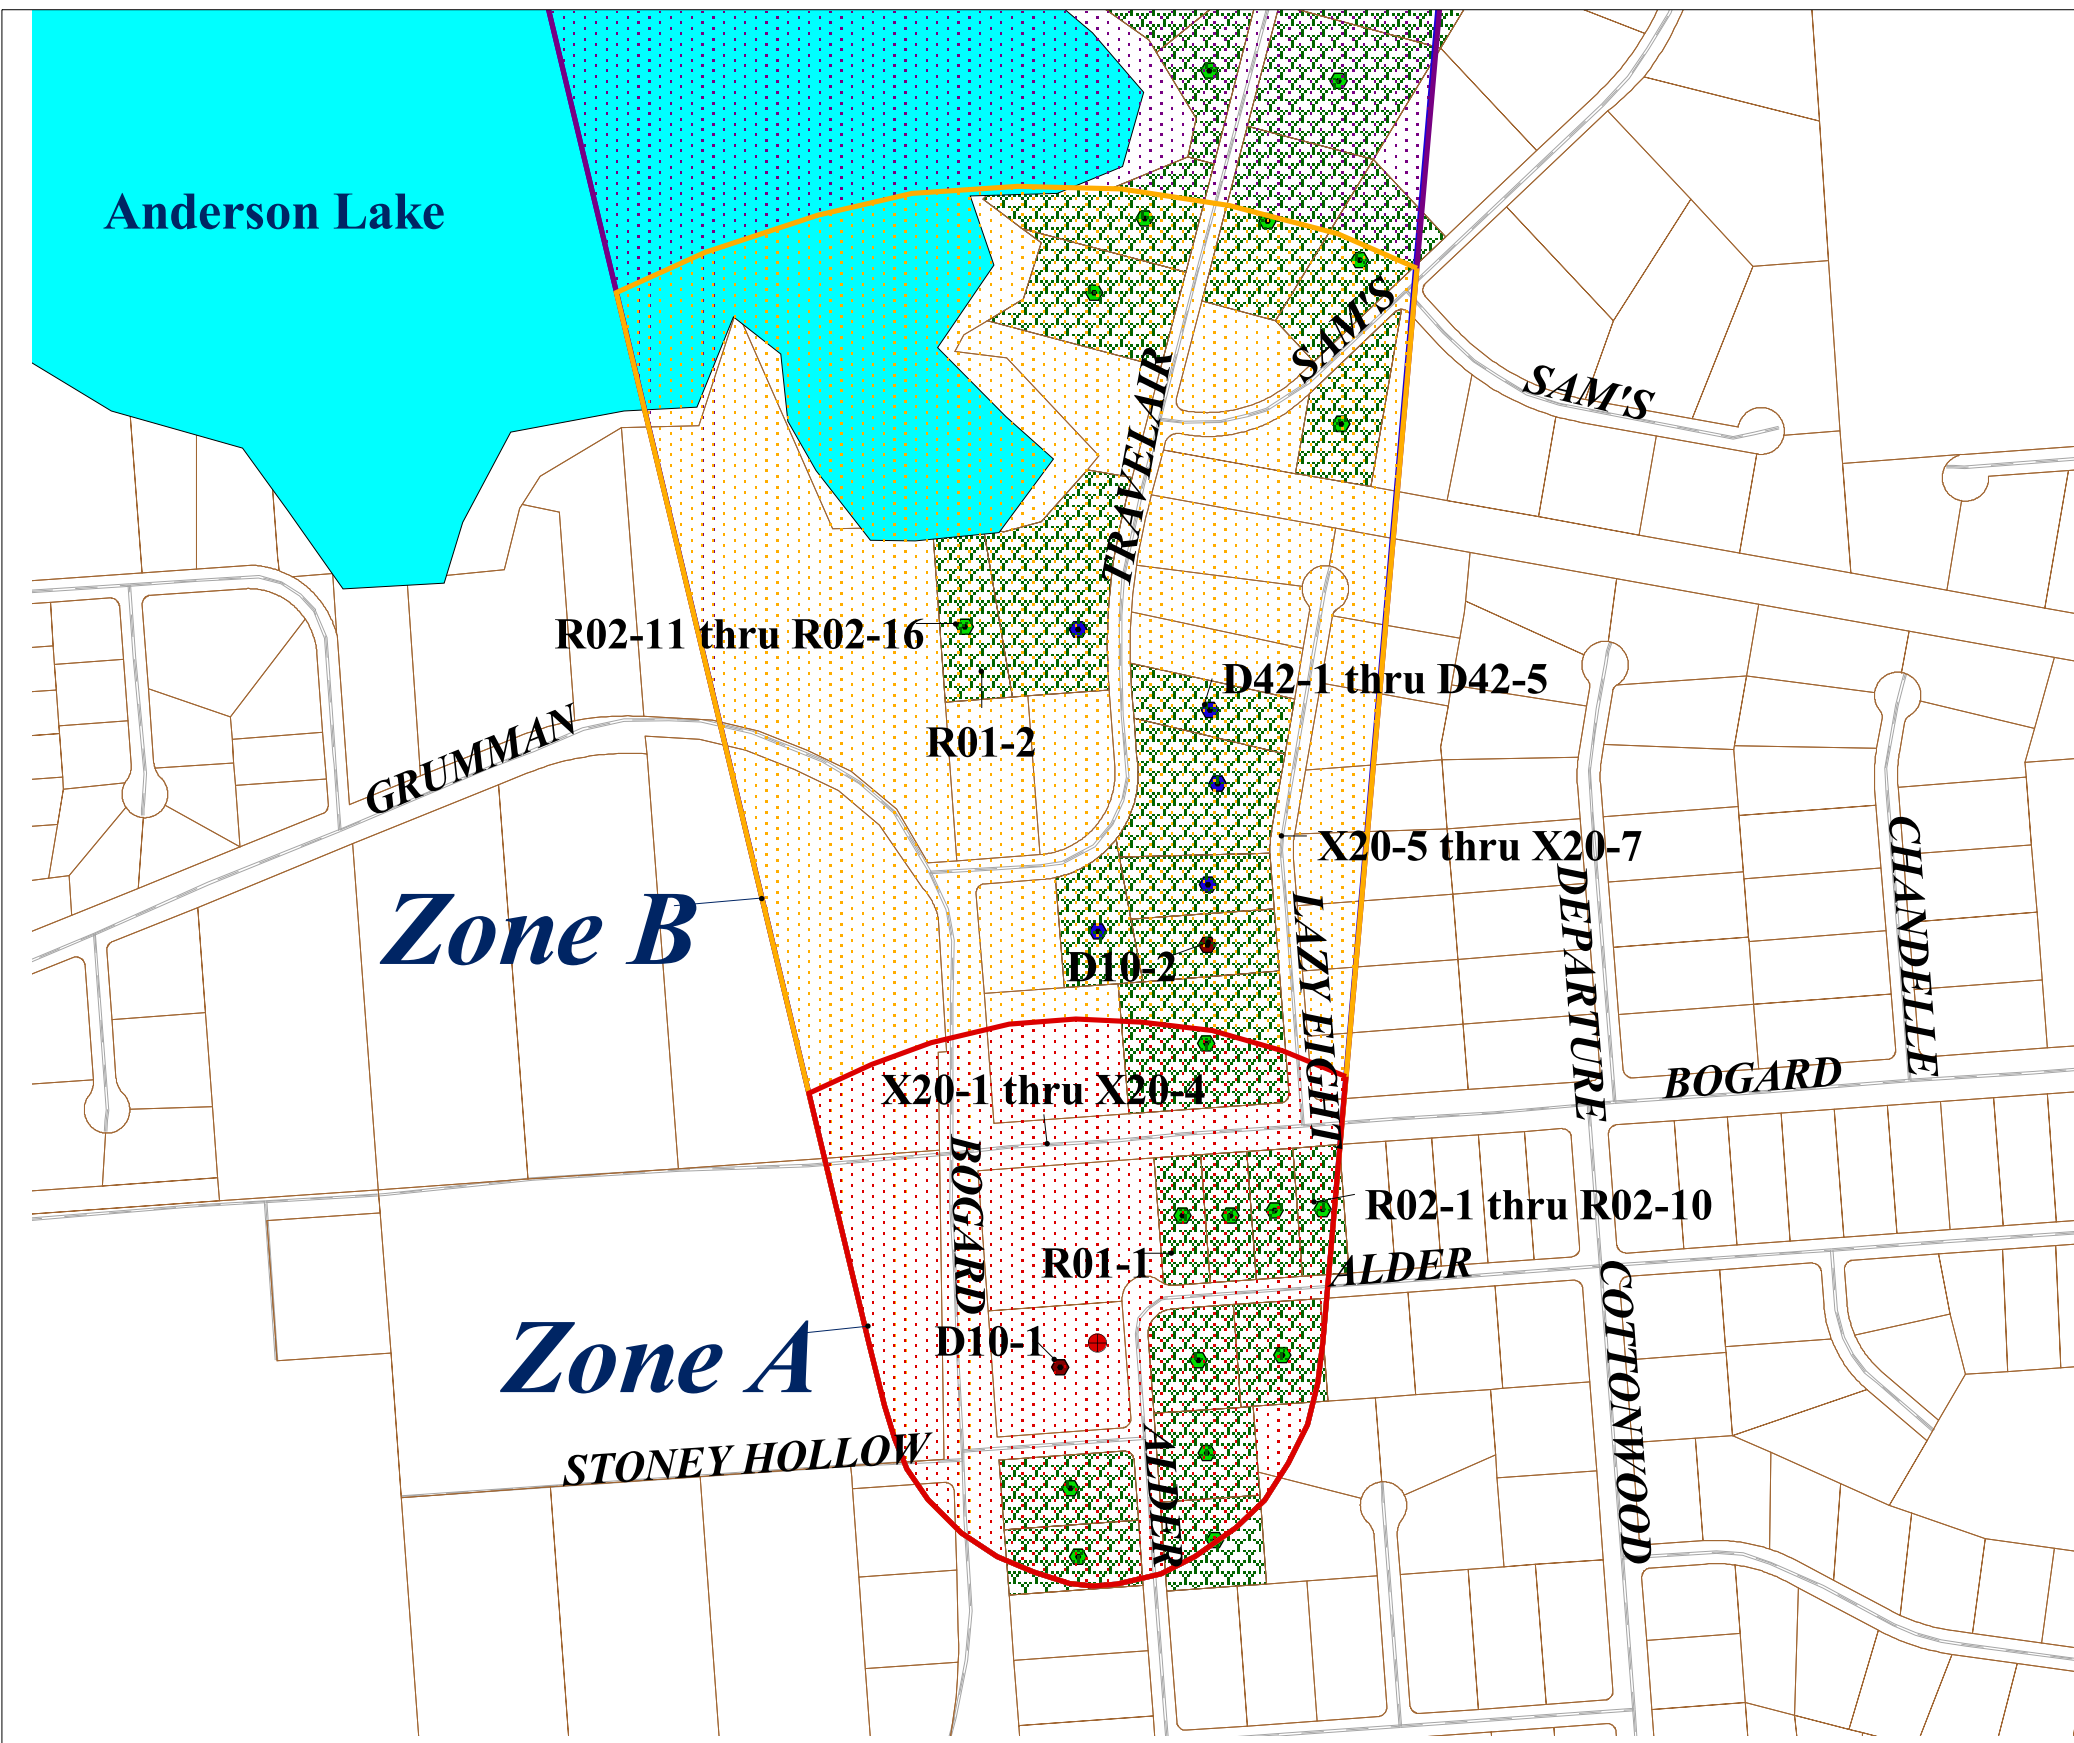 Anderson Lake
SAM'S
SAM'S
TRAVELAIR
R02-11 thru R02-16
D42-1 thru D42-5
GRUMMAN
R01-2
X20-5 thru X20-7
CHANDELLE
DEPARTURE
Zone B
LAZY EIGHT
D10-2
BOGARD
X20-1 thru X20-4
BOGARD
R02-1 thru R02-10
R01-1
ALDER
COTTONWOOD
Zone A
D10-1
STONEY HOLLOW
ALDER